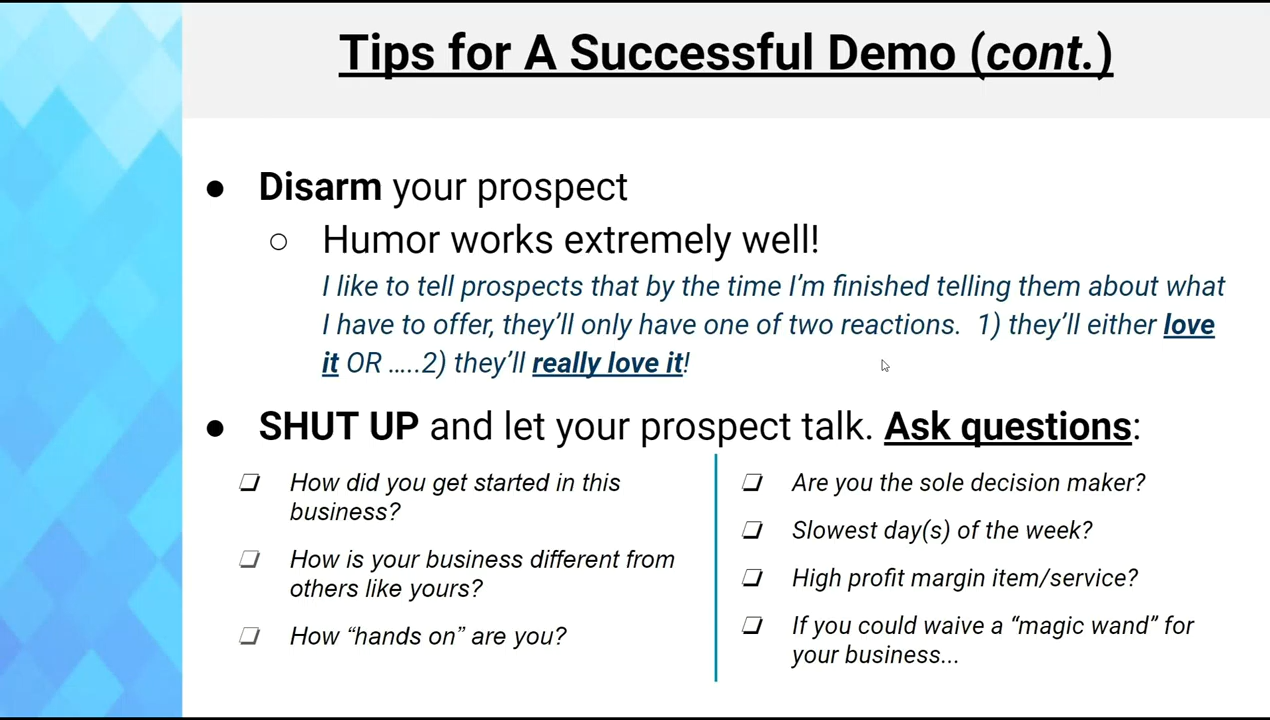 Tips for A Successful Demo (cont.)
● Disarm your prospect
○ Humor works extremely well!
I like to tell prospects that by the time I’m finished telling them about what
I have to offer, they’ll only have one of two reactions.  1) they’ll either love
it OR …..2) they’ll really love it!
● SHUT UP and let your prospect talk. Ask questions:
❏ How did you get started in this
business?
❏ How is your business different from
others like yours?
❏ How “hands on” are you?
❏ Are you the sole decision maker?
❏ Slowest day(s) of the week?
❏ High profit margin item/service?
❏ If you could waive a “magic wand” for
your business...